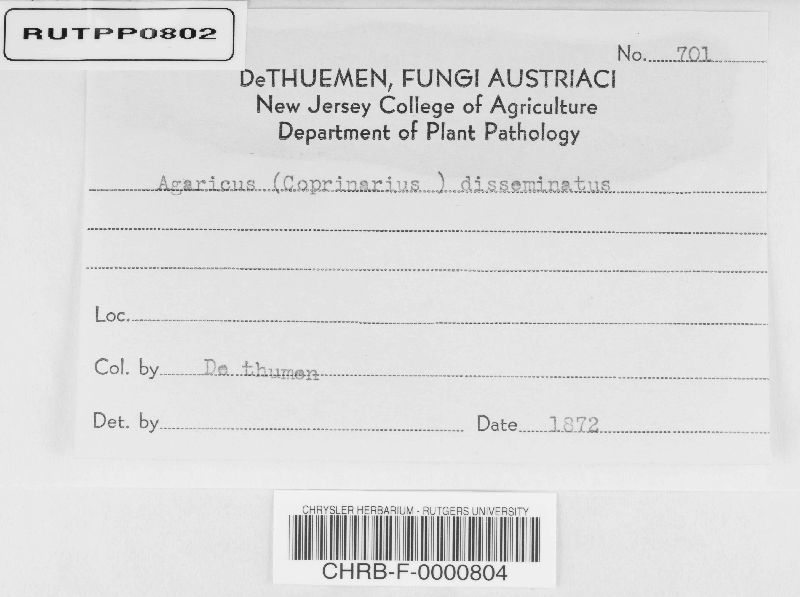 RUTPP0802
No. 701
DeTHUEMEN, FUNGI AUSTRIACI
New Jersey College of Agriculture
Department of Plant Pathology
Agaricus (Coprinarius ) disseminatus
Loc.
Col. by De thumen
Det. by Date 1872
CHRYSLER HERBARIUM - RUTGERS UNIVERSITY
CHRB-F-0000804